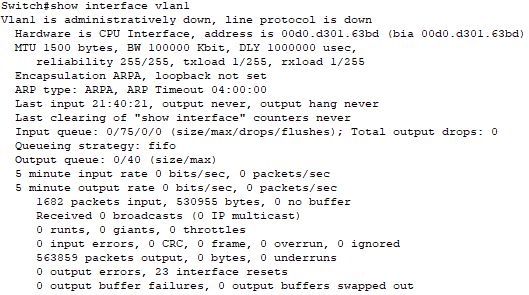 Switch#show interface vlan1
Vlan1 is administratively down, line protocol is down
Hardware is CPU Interface, address is 00d0.d301.63bd (bia 00d0.d301.63bd)
MTU 1500 bytes, BW 100000 Kbit, DLY 1000000 usec,
reliability 255/255, txload 1/255, rxload 1/255
Encapsulation ARPA, loopback not set
ARP type: ARPA, ARP Timeout 04:00:00
Last input 21:40:21, output never, output hang never
Last clearing of "show interface" counters never
Input queue: 0/75/0/0 (size/max/drops/flushes); Total output drops: 0
Queueing strategy: fifo
Output queue: 0/40 (size/max)
5 minute input rate 0 bits/sec, 0 packets/sec
5 minute output rate 0 bits/sec, 0 packets/sec
1682 packets input, 530955 bytes, 0 no buffer
Received 0 broadcasts (0 IP multicast)
0 runts, 0 giants, 0 throttles
0 input errors, 0 CRC, 0 frame, 0 overrun, 0 ignored
563859 packets output, 0 bytes, 0 underruns
0 output errors, 23 interface resets
0 output buffer failures, 0 output buffers swapped out